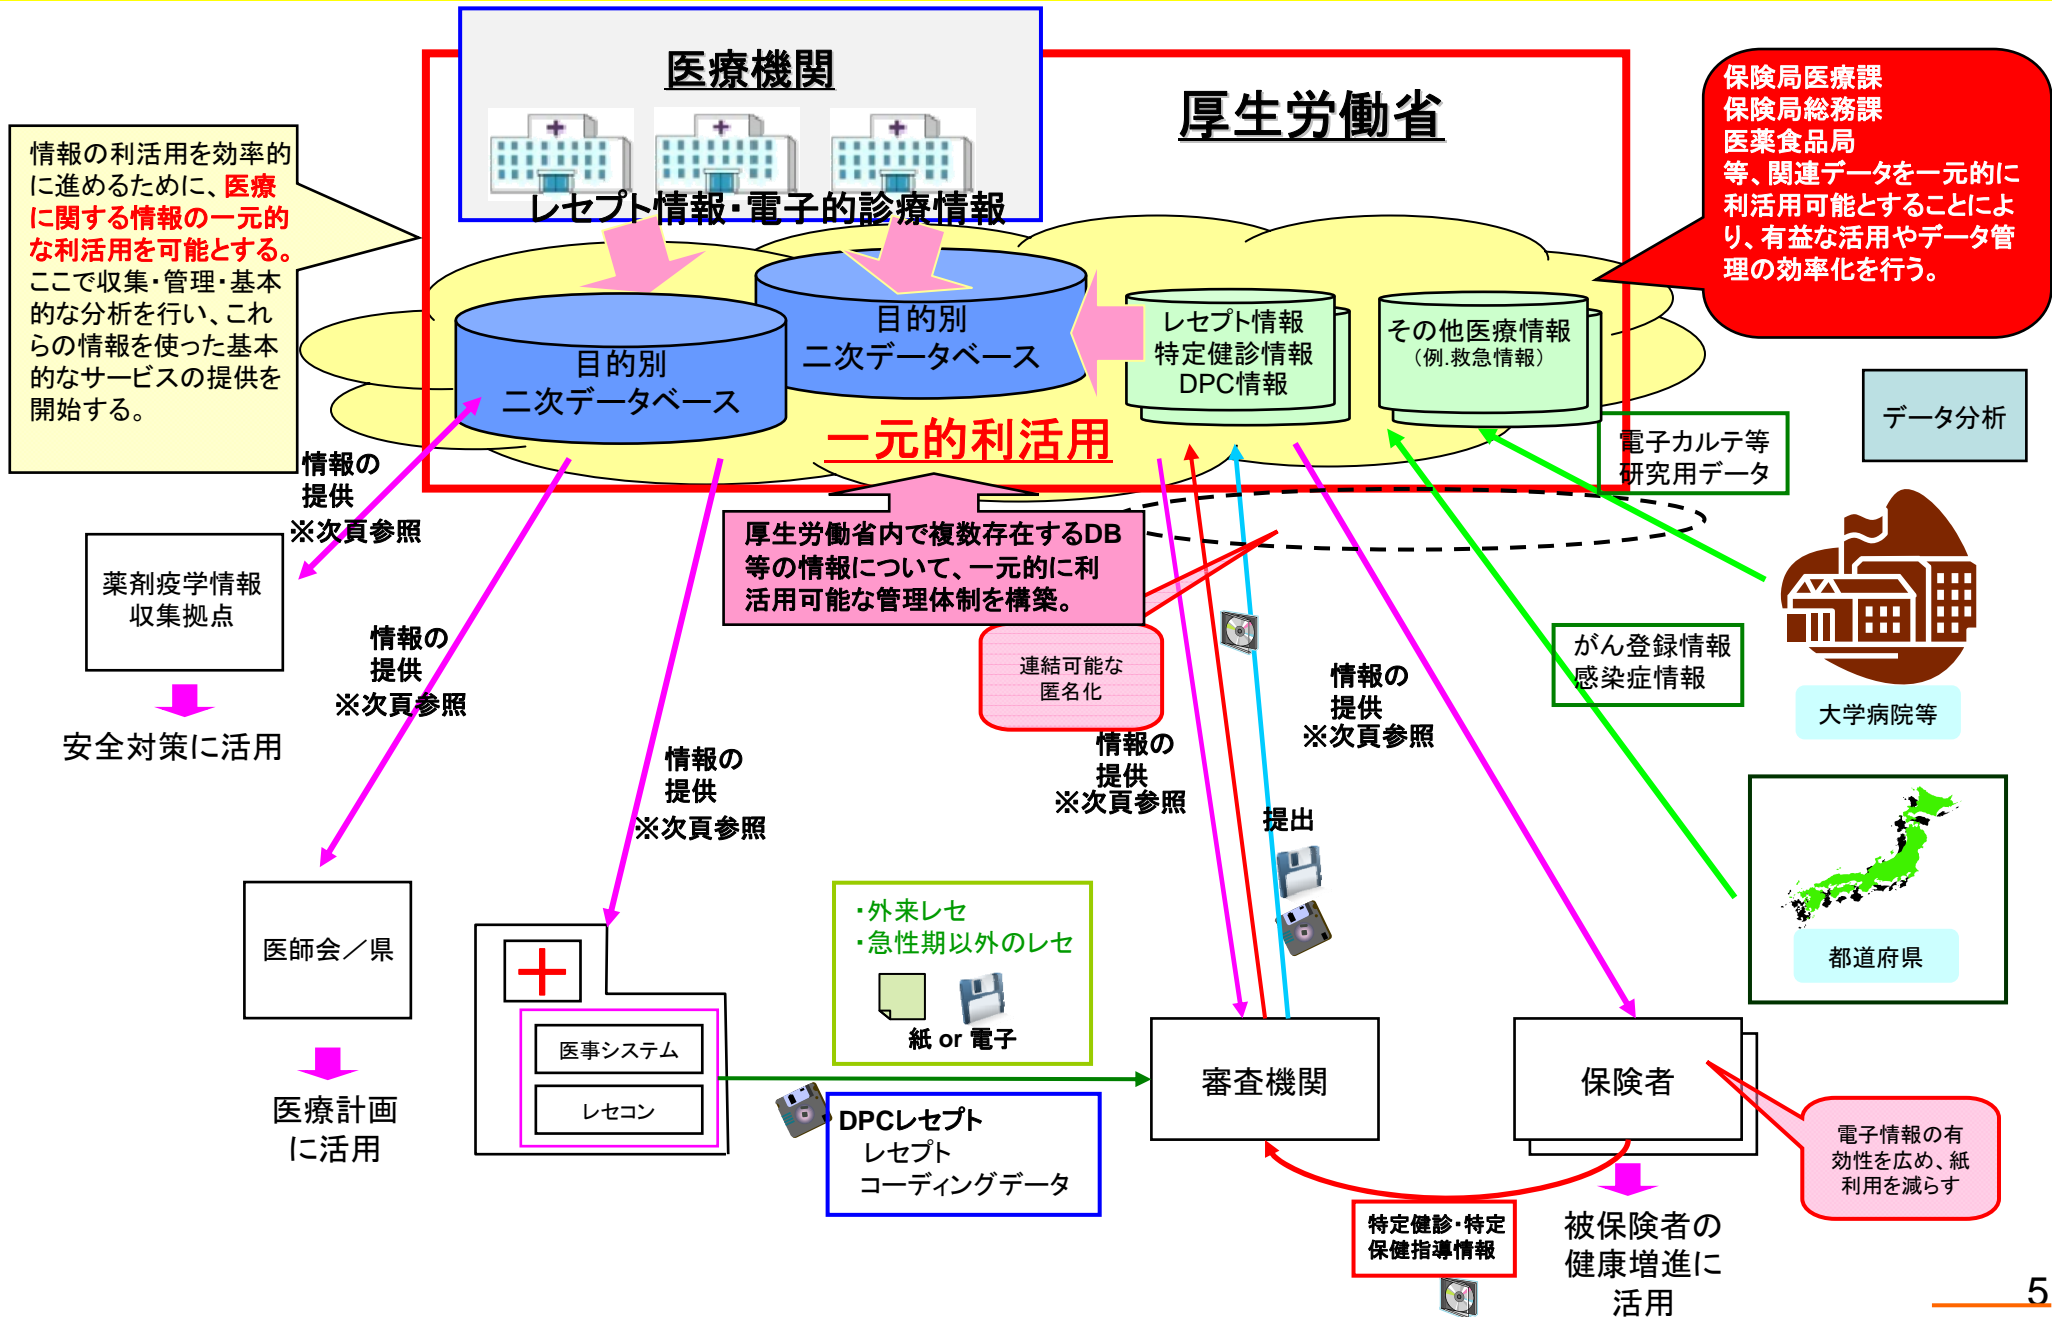 医療機関
厚生労働省
レセプト情報・電子的診療情報
情報の利活用を効率的
に進めるために、医療
に関する情報の一元的
な利活用を可能とする。
ここで収集・管理・基本
的な分析を行い、これ
らの情報を使った基本
的なサービスの提供を
開始する。
保険局医療課
保険局総務課
医薬食品局
等、関連データを一元的に
利活用可能とすることによ
り、有益な活用やデータ管
理の効率化を行う。
目的別
二次データベース
目的別
二次データベース
レセプト情報
特定健診情報
DPC情報
その他医療情報
(例.救急情報)
一元的利活用
データ分析
電子カルテ等
研究用データ
情報の
提供
※次頁参照
厚生労働省内で複数存在するDB
等の情報について、一元的に利
活用可能な管理体制を構築。
薬剤疫学情報
収集拠点
安全対策に活用
情報の
提供
※次頁参照
連結可能な
匿名化
がん登録情報
感染症情報
大学病院等
情報の
提供
※次頁参照
情報の
提供
※次頁参照
情報の
提供
※次頁参照
提出
医師会／県
医療計画
に活用
・外来レセ
・急性期以外のレセ
紙 or 電子
都道府県
医事システム
レセコン
DPCレセプト
レセプト
コーディングデータ
審査機関
保険者
電子情報の有
効性を広め、紙
利用を減らす
特定健診・特定
保健指導情報
被保険者の
健康増進に
活用
5